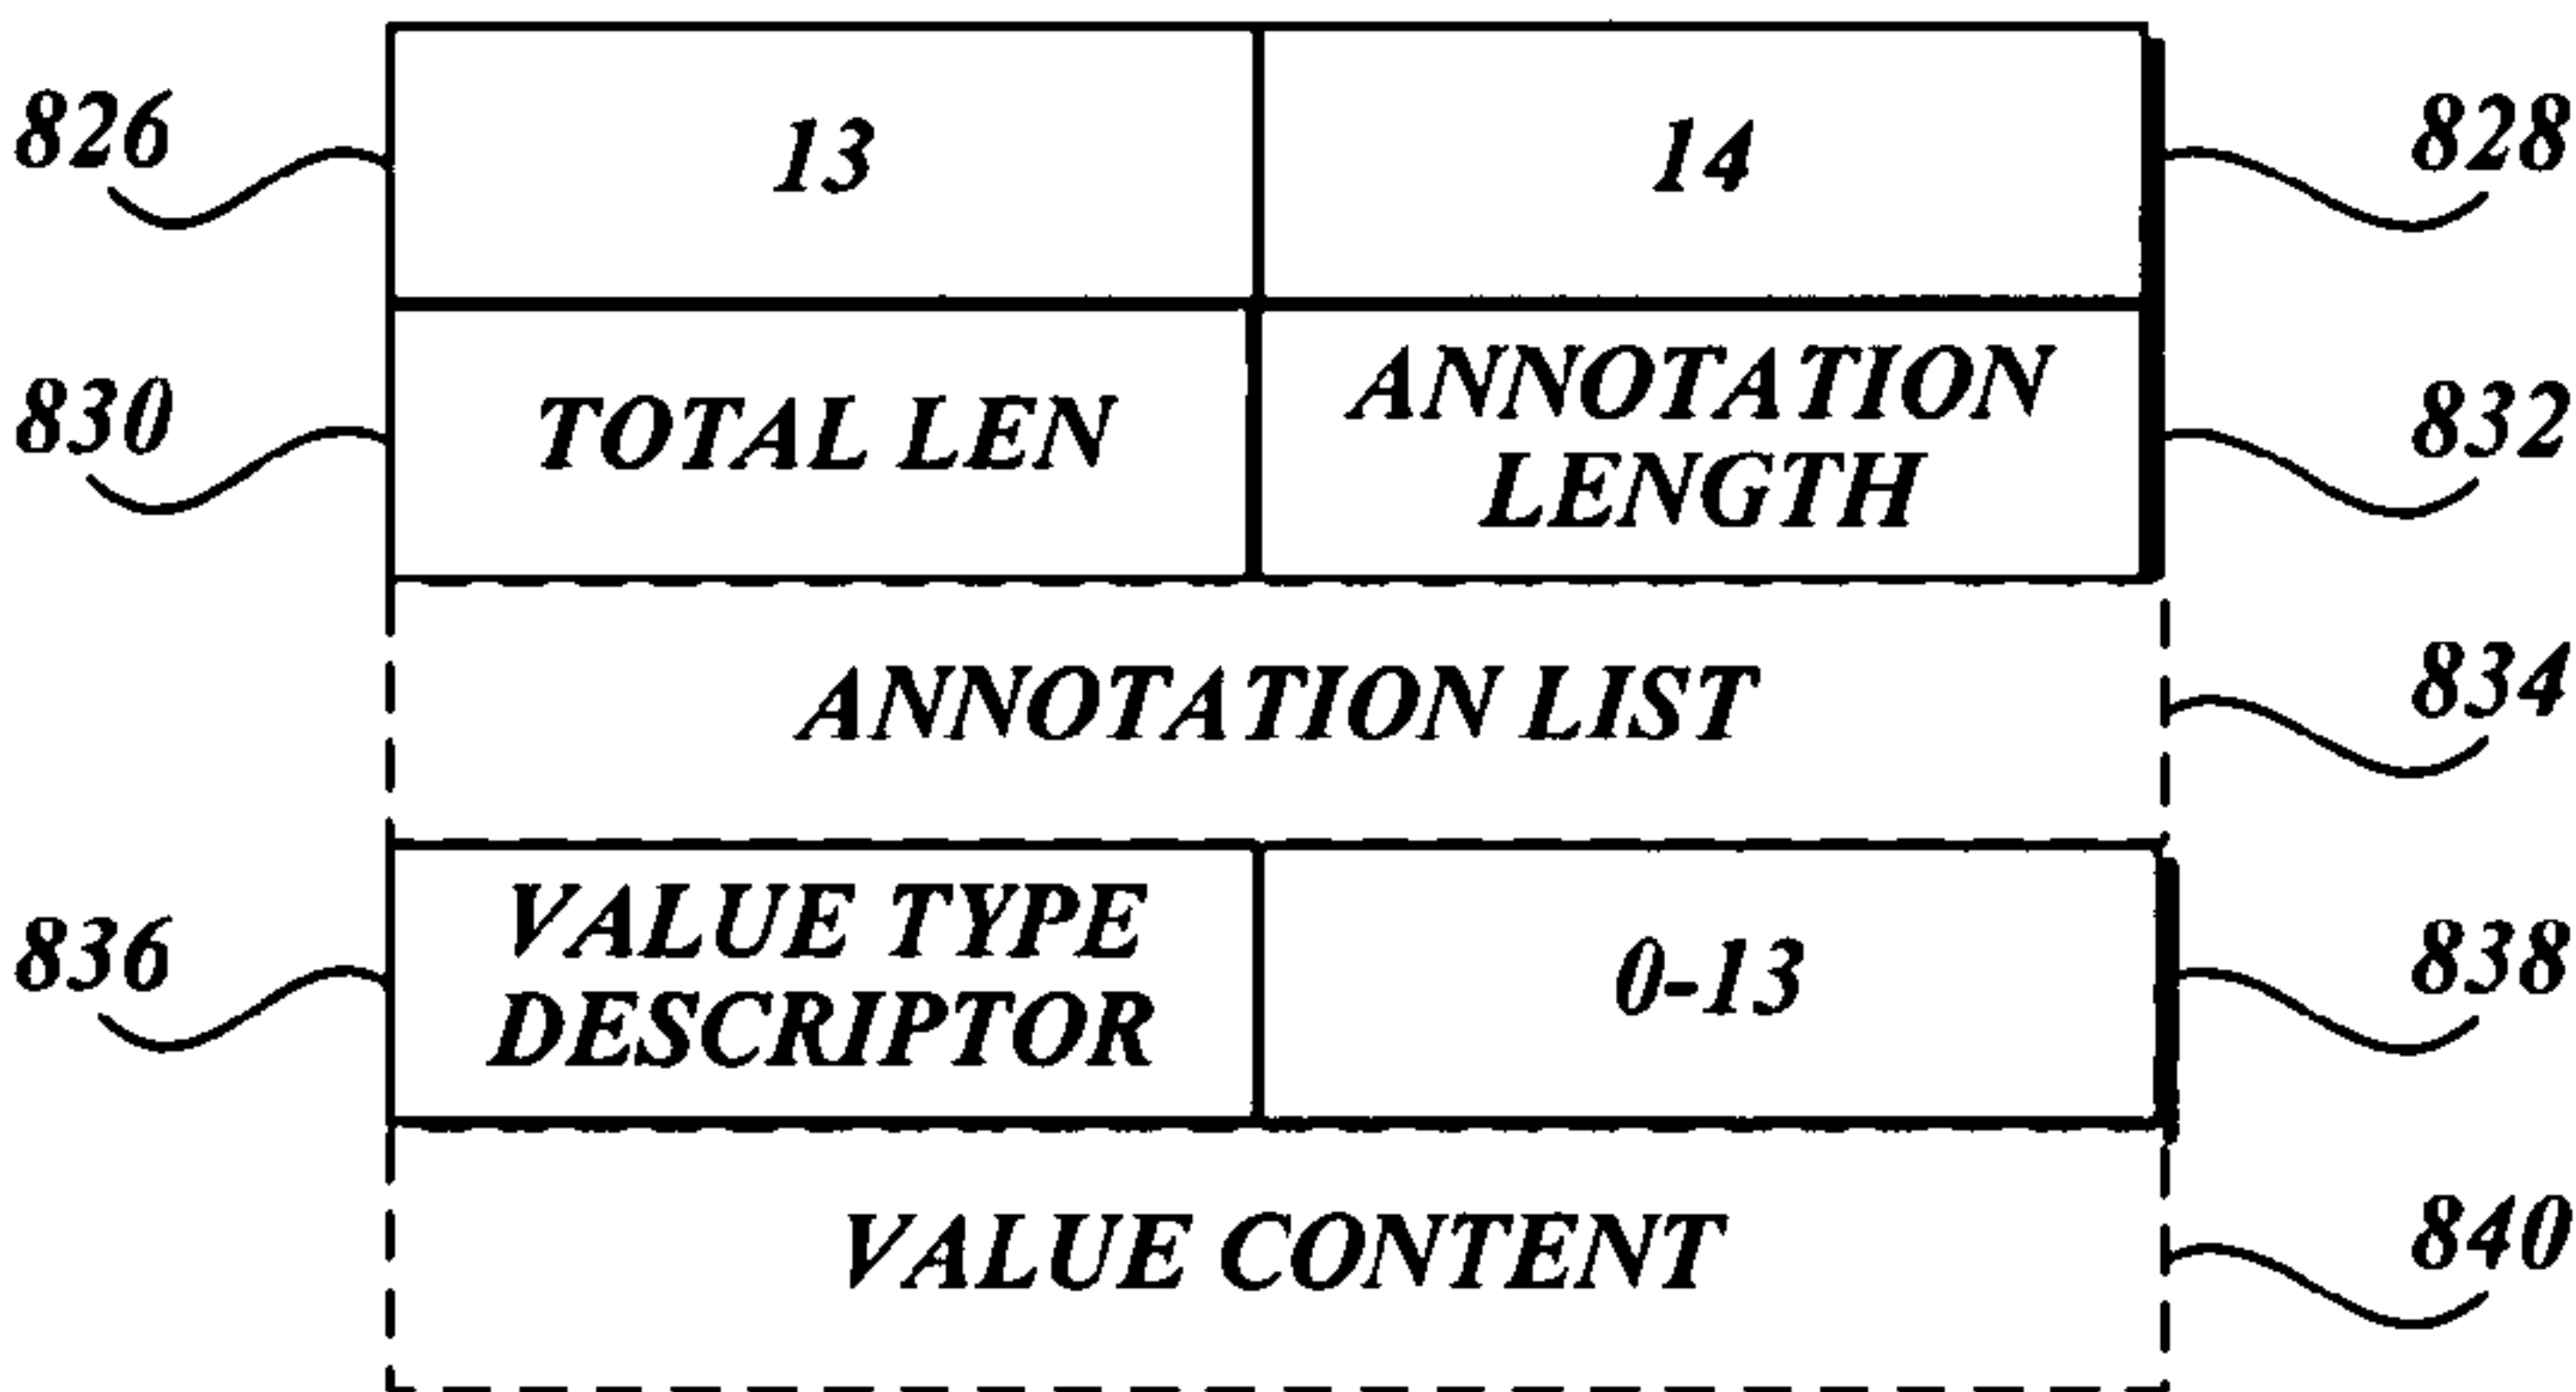 826
13
14
828
830
TOTAL LEN
ANNOTATION
LENGTH
832
ANNOTATION LIST
834
836
VALUE TYPE
DESCRIPTOR
0-13
838
VALUE CONTENT
840